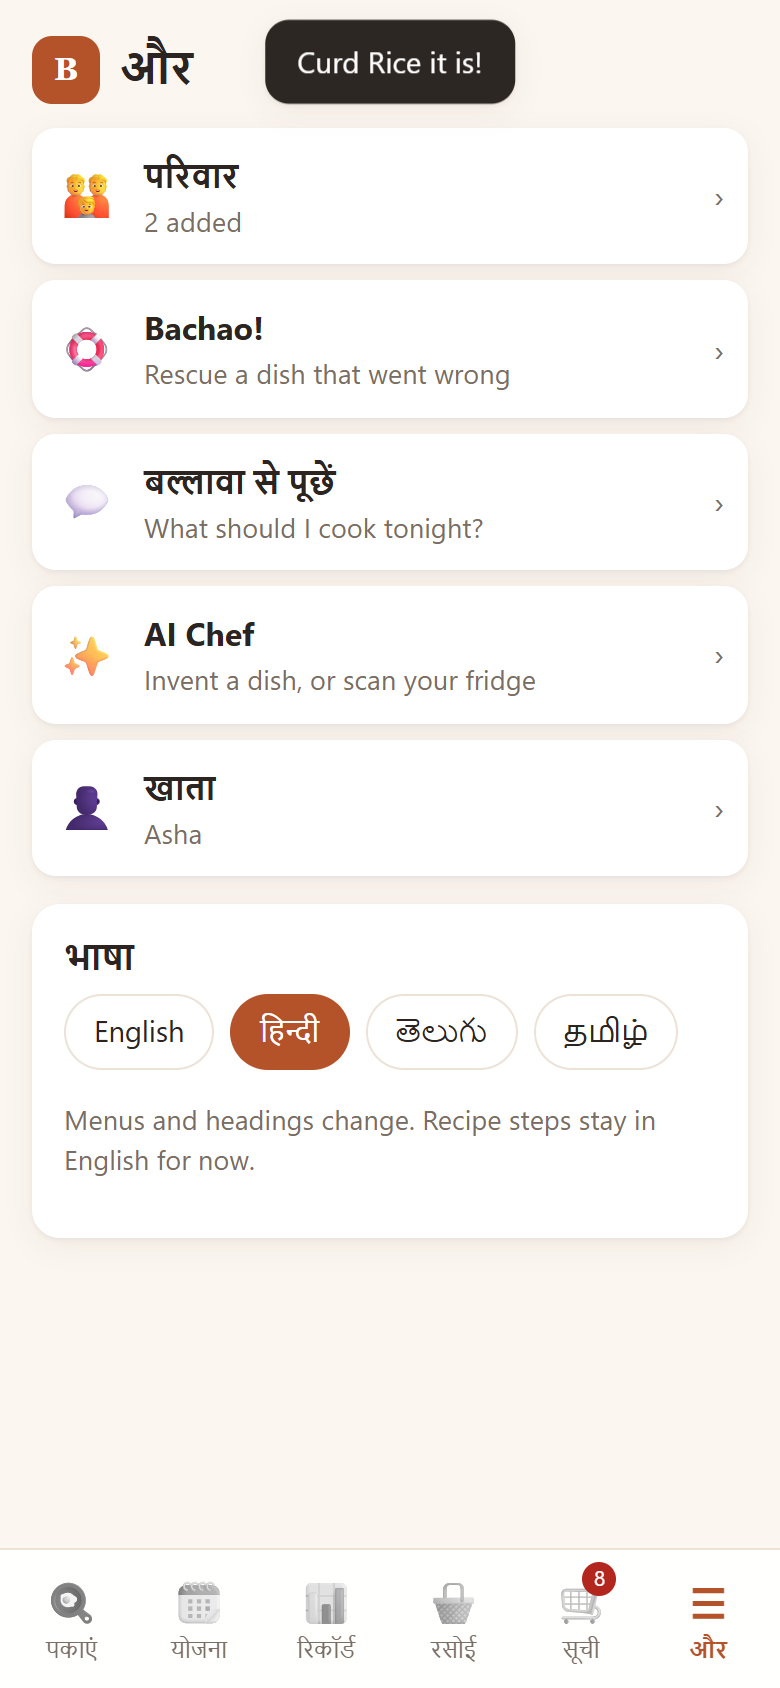 B
और
Curd Rice it is!
परिवार
2 added
›
Bachao!
Rescue a dish that went wrong
›
बल्लावा से पूछें
What should I cook tonight?
›
AI Chef
Invent a dish, or scan your fridge
›
खाता
Asha
›
भाषा
English
हिन्दी
తెలుగు
தமிழ்
Menus and headings change. Recipe steps stay in
English for now.
8
पकाएं
योजना
रिकॉर्ड
रसोई
सूची
और